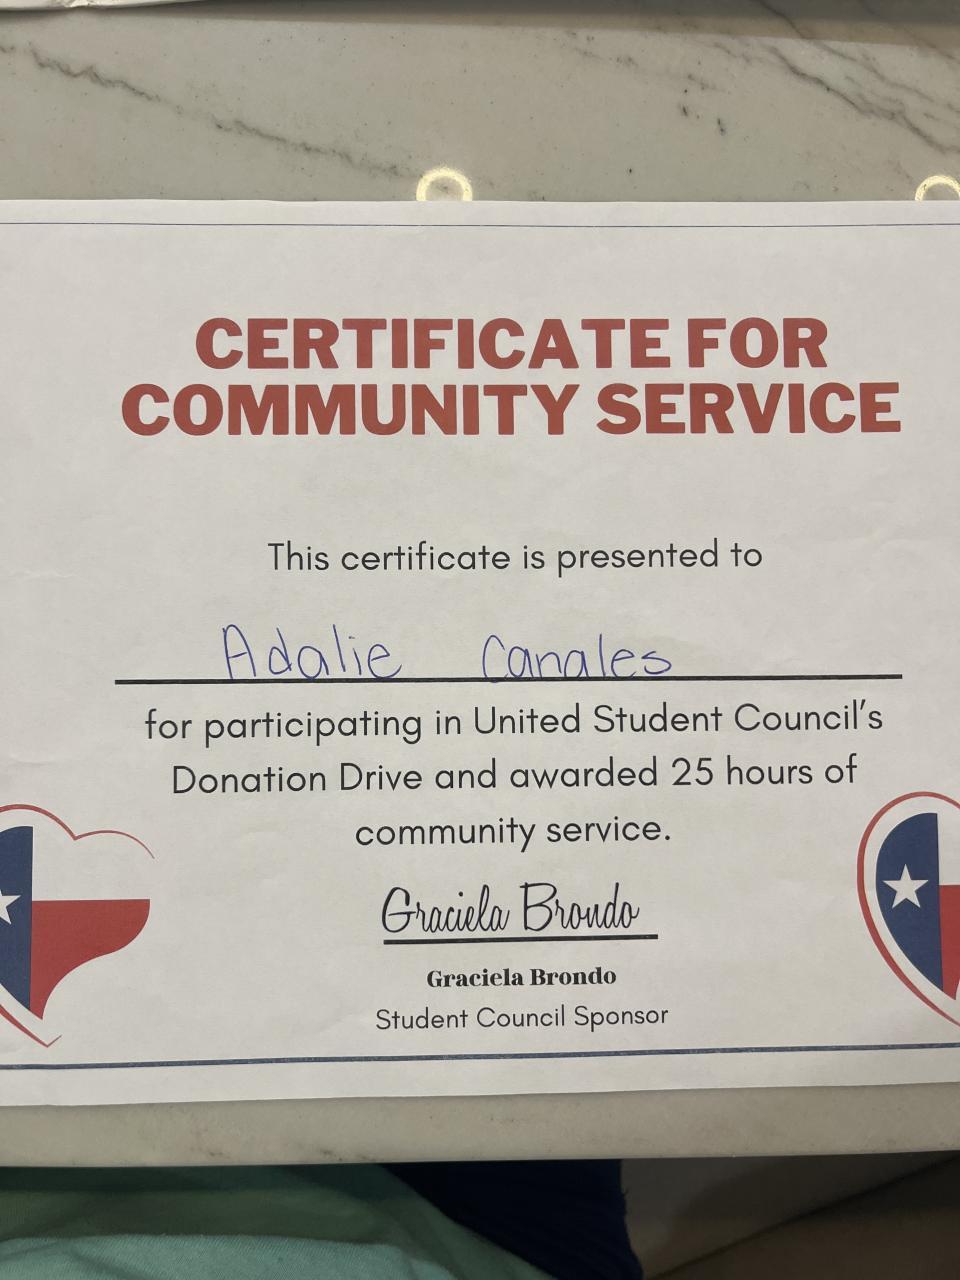 CERTIFICATE FOR
COMMUNITY SERVICE
This certificate is presented to
Adalie Canales
for participating in United Student Council's
Donation Drive and awarded 25 hours of
community service.
Graciela Brondo
Graciela Brondo
Student Council Sponsor